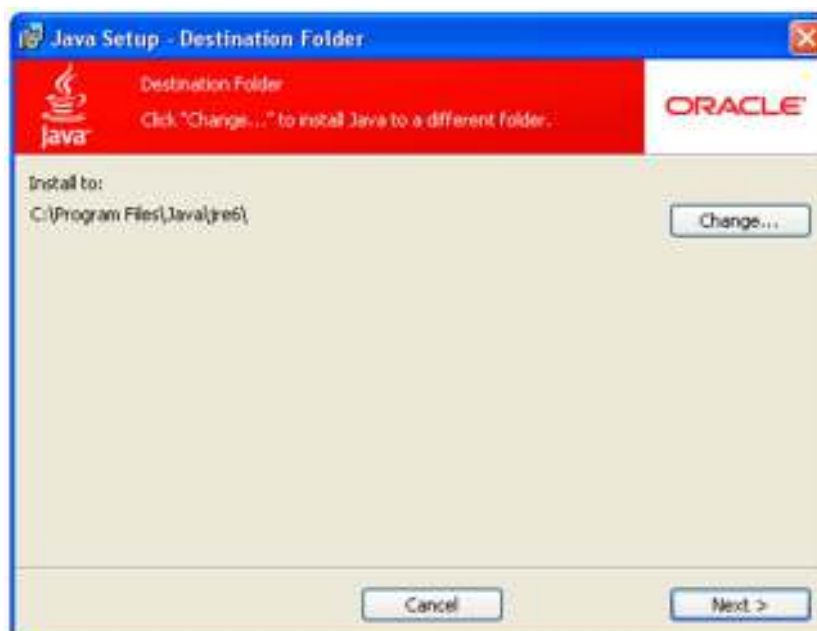 Java Setup - Destination Folder
Java
Destination Folder
Click "Change..." to install Java to a different folder.
ORACLE
Install to:
C:\Program Files\Java\jre6\
Change...
Cancel
Next >